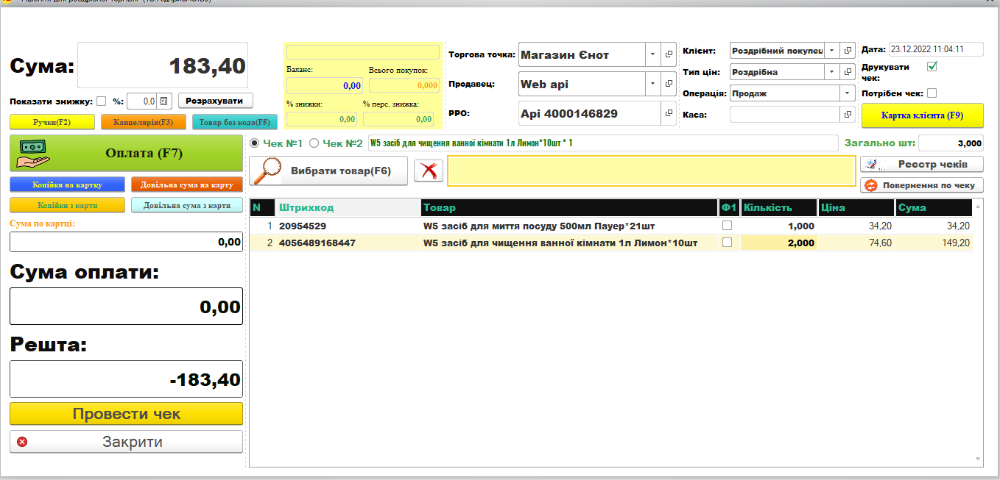 Рішення для роздрібної торгівлі (1С:Підприємство)
Сума: 183,40
Показати знижку: %: 0,0 Розрахувати
Ручки(F2) Канцелярія(F3) Товар без кода(F5)
Оплата (F7)
Копійки на картку Довільна сума на карту
Копійки з карти Довільна сума з карти
Сума по картці:
0,00
Сума оплати:
0,00
Решта:
-183,40
Провести чек
Закрити
Баланс: Всього покупок:
0,00 0,000
% знижки: % перс. знижка:
0,00 0,00
Торгова точка: Магазин Єнот
Продавец: Web api
РРО: Api 4000146829
Клієнт: Роздрібний покупец
Тип цін: Роздрібна
Операція: Продаж
Каса:
Дата: 23.12.2022 11:04:11
Друкувати
чек:
Потрібен чек:
Картка клієнта (F9)
Чек №1 Чек №2 W5 засіб для чищення ванної кімнати 1л Лимон*10шт * 1 Загально шт: 3,000
Вибрати товар(F6) Реєстр чеків
Повернення по чеку
N Штрихкод Товар Ф1 Кількість Ціна Сума
1 20954529 W5 засіб для миття посуду 500мл Пауер*21шт 1,000 34,20 34,20
2 4056489168447 W5 засіб для чищення ванної кімнати 1л Лимон*10шт 2,000 74,60 149,20